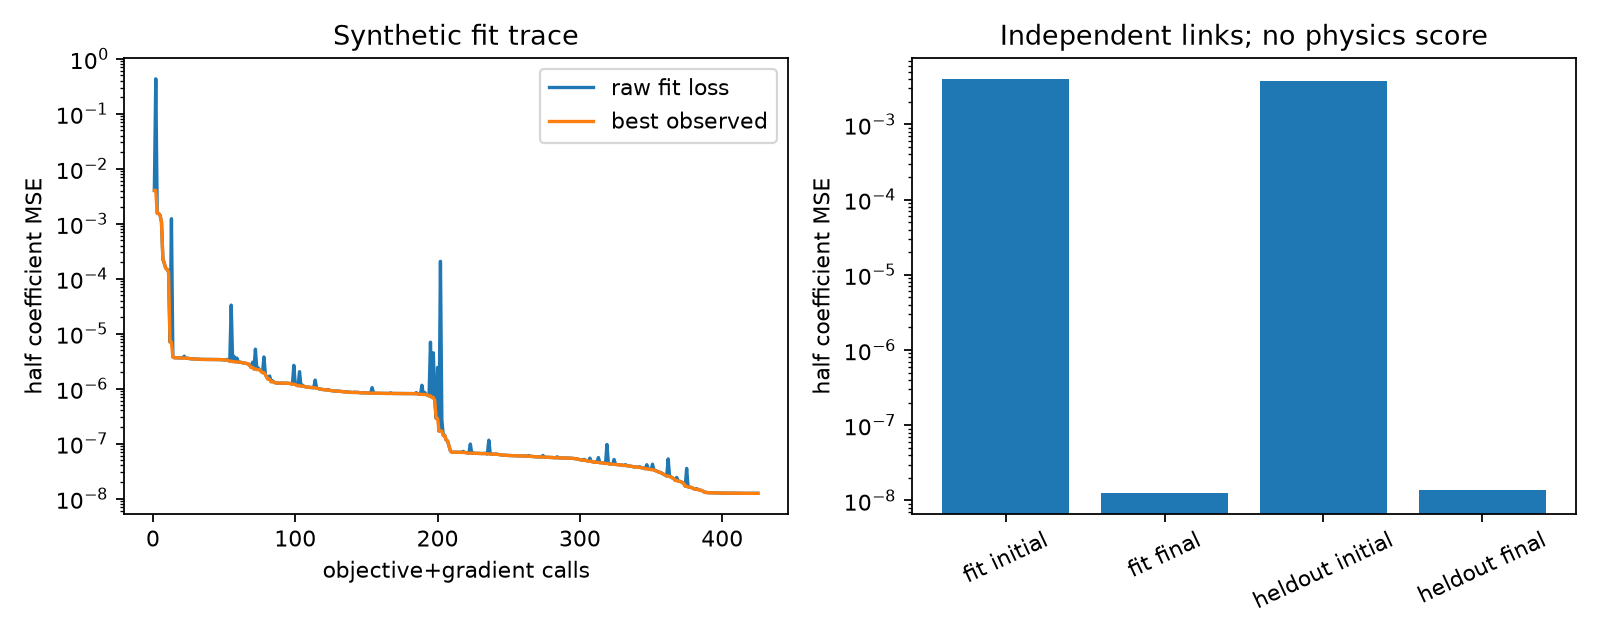 Synthetic fit trace
raw fit loss
best observed
half coefficient MSE
10^0
10^-1
10^-2
10^-3
10^-4
10^-5
10^-6
10^-7
10^-8
0 100 200 300 400
objective+gradient calls
Independent links; no physics score
half coefficient MSE
10^-3
10^-4
10^-5
10^-6
10^-7
10^-8
fit initial
fit final
heldout initial
heldout final